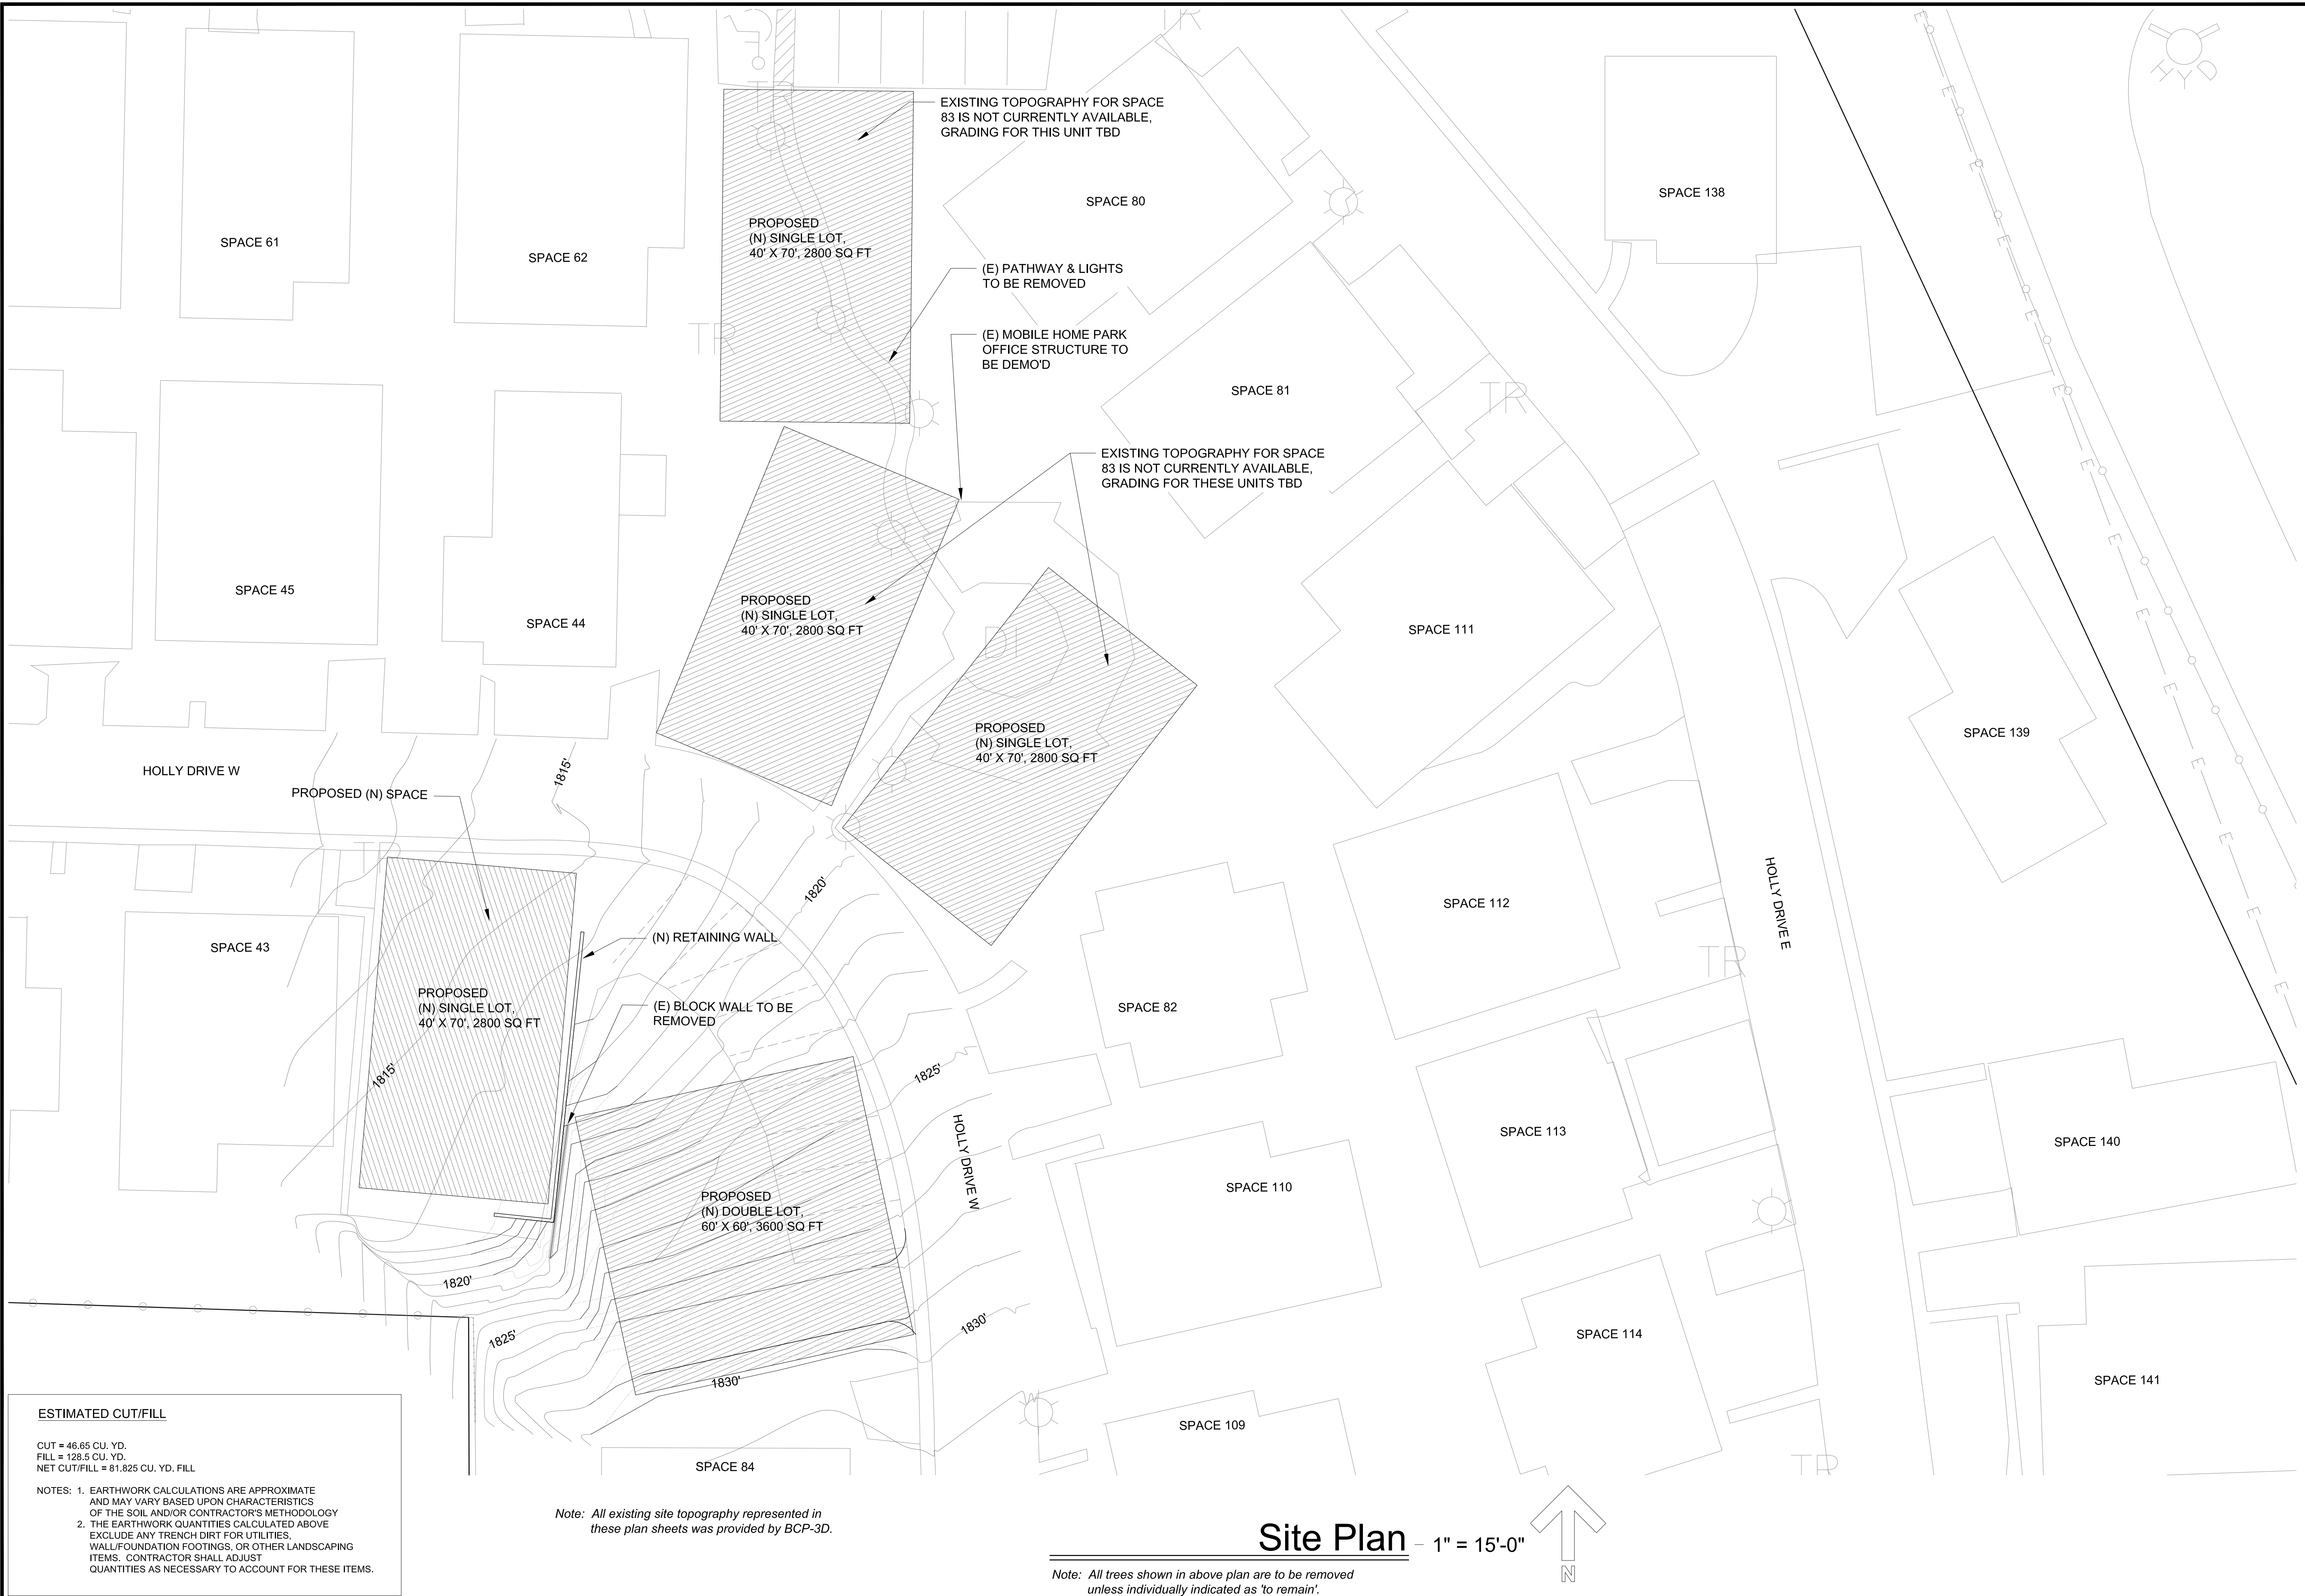 HYD
TR
EXISTING TOPOGRAPHY FOR SPACE
83 IS NOT CURRENTLY AVAILABLE,
GRADING FOR THIS UNIT TBD
SPACE 61
SPACE 62
PROPOSED
(N) SINGLE LOT,
40' X 70', 2800 SQ FT
SPACE 80
SPACE 138
(E) PATHWAY & LIGHTS
TO BE REMOVED
TR
(E) MOBILE HOME PARK
OFFICE STRUCTURE TO
BE DEMO'D
SPACE 81
TR
EXISTING TOPOGRAPHY FOR SPACE
83 IS NOT CURRENTLY AVAILABLE,
GRADING FOR THESE UNITS TBD
SPACE 45
SPACE 44
PROPOSED
(N) SINGLE LOT,
40' X 70', 2800 SQ FT
DI
SPACE 111
PROPOSED
(N) SINGLE LOT,
40' X 70', 2800 SQ FT
SPACE 139
HOLLY DRIVE W
1815'
PROPOSED (N) SPACE
1820'
SPACE 112
HOLLY DRIVE E
SPACE 43
(N) RETAINING WALL
TR
PROPOSED
(N) SINGLE LOT,
40' X 70', 2800 SQ FT
(E) BLOCK WALL TO BE
REMOVED
SPACE 82
1815'
1825'
HOLLY DRIVE W
SPACE 113
SPACE 140
PROPOSED
(N) DOUBLE LOT,
60' X 60', 3600 SQ FT
SPACE 110
1820'
1825'
1830'
SPACE 114
1830'
SPACE 141
W
SPACE 109
SPACE 84
TR
ESTIMATED CUT/FILL
CUT = 46.65 CU. YD.
FILL = 128.5 CU. YD.
NET CUT/FILL = 81.825 CU. YD. FILL
NOTES: 1. EARTHWORK CALCULATIONS ARE APPROXIMATE
AND MAY VARY BASED UPON CHARACTERISTICS
OF THE SOIL AND/OR CONTRACTOR'S METHODOLOGY
2. THE EARTHWORK QUANTITIES CALCULATED ABOVE
EXCLUDE ANY TRENCH DIRT FOR UTILITIES,
WALL/FOUNDATION FOOTINGS, OR OTHER LANDSCAPING
ITEMS. CONTRACTOR SHALL ADJUST
QUANTITIES AS NECESSARY TO ACCOUNT FOR THESE ITEMS.
Note: All existing site topography represented in
these plan sheets was provided by BCP-3D.
Site Plan - 1" = 15'-0"
N
Note: All trees shown in above plan are to be removed
unless individually indicated as 'to remain'.